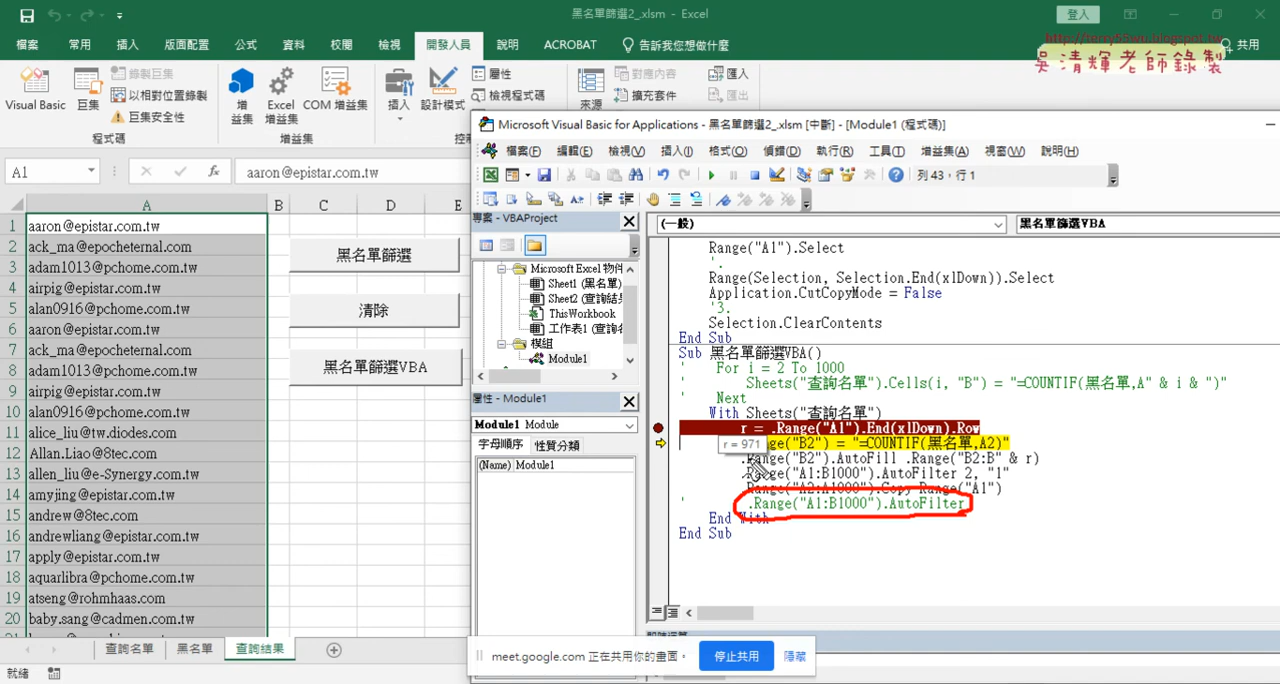 黑名單篩選2_.xlsm - Excel
登入
http://terry55wu.blogspot.tw
檔案 常用 插入 版面配置 公式 資料 校閱 檢視 開發人員 說明 ACROBAT 告訴我您想做什麼 共用
吳清輝老師錄製
Visual Basic
巨集
錄製巨集
以相對位置錄製
巨集安全性
程式碼
增益集
Excel 增益集
COM 增益集
增益集
插入
設計模式
屬性
檢視程式碼
來源
對應內容
擴充套件
匯入
匯出
A1
fx
aaron@epistar.com.tw
A B C D E
1 aaron@epistar.com.tw
2 ack_ma@epocheternal.com
3 adam1013@pchome.com.tw
4 airpig@epistar.com.tw
5 alan0916@pchome.com.tw
6 aaron@epistar.com.tw
7 ack_ma@epocheternal.com
8 adam1013@pchome.com.tw
9 airpig@epistar.com.tw
10 alan0916@pchome.com.tw
11 alice_liu@tw.diodes.com
12 Allan.Liao@8tec.com
13 allen_liu@e-Synergy.com.tw
14 amyjing@epistar.com.tw
15 andrew@8tec.com
16 andrewliang@epistar.com.tw
17 apply@epistar.com.tw
18 aquarlibra@pchome.com.tw
19 atseng@rohmhaas.com
20 baby.sang@cadmen.com.tw
黑名單篩選
清除
黑名單篩選VBA
查詢名單 黑名單 查詢結果
就緒
Microsoft Visual Basic for Applications - 黑名單篩選2_.xlsm [中斷] - [Module1 (程式碼)]
檔案(F) 編輯(E) 檢視(V) 插入(I) 格式(O) 偵錯(D) 執行(R) 工具(T) 增益集(A) 視窗(W) 說明(H)
列 43，行 1
專案 - VBAProject
Microsoft Excel 物件
Sheet1 (黑名單)
Sheet2 (查詢結果
ThisWorkbook
工作表1 (查詢名
模組
Module1
屬性 - Module1
Module1 Module
字母順序 性質分類
(Name) Module1
(一般)
黑名單篩選VBA
Range("A1").Select
'.
Range(Selection, Selection.End(xlDown)).Select
Application.CutCopyMode = False
'3.
Selection.ClearContents
End Sub
Sub 黑名單篩選VBA()
' For i = 2 To 1000
' Sheets("查詢名單").Cells(i, "B") = "=COUNTIF(黑名單,A" & i & ")"
' Next
With Sheets("查詢名單")
r = .Range("A1").End(xlDown).Row
r = 971
nge("B2") = "=COUNTIF(黑名單,A2)"
.Range("B2").AutoFill .Range("B2:B" & r)
.Range("A1:B1000").AutoFilter 2, "1"
.Range("A2:A1000").Copy Range("A1")
' .Range("A1:B1000").AutoFilter
End With
End Sub
meet.google.com 正在共用你的畫面。
停止共用
隱藏